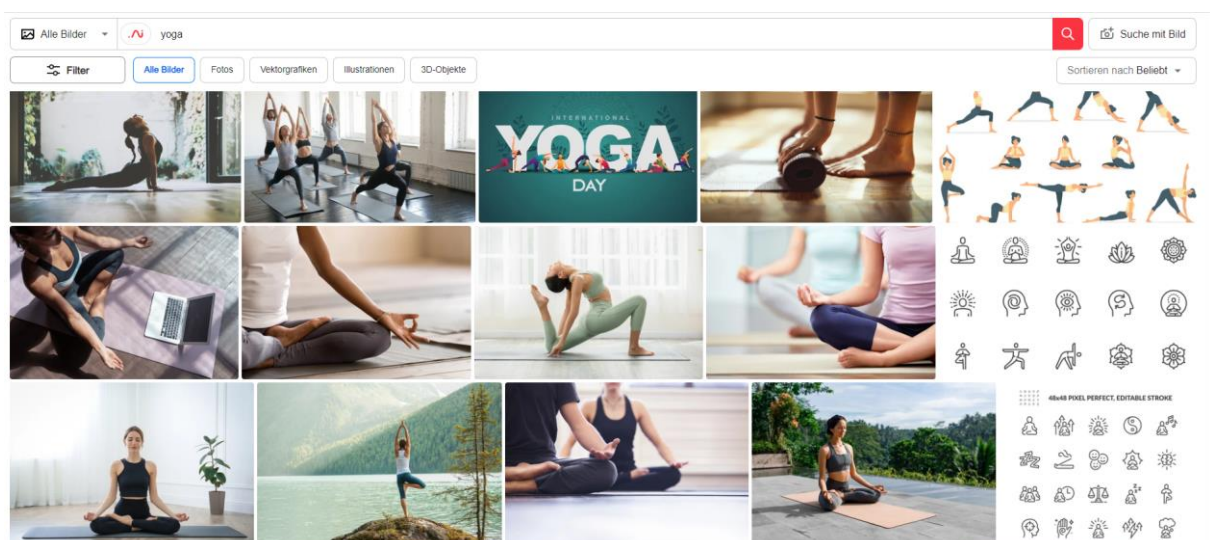 Alle Bilder
yoga
Suche mit Bild
Filter
Alle Bilder
Fotos
Vektorgrafiken
Illustrationen
3D-Objekte
Sortieren nach Beliebt
INTERNATIONAL
YOGA
DAY
48x48 PIXEL PERFECT, EDITABLE STROKE